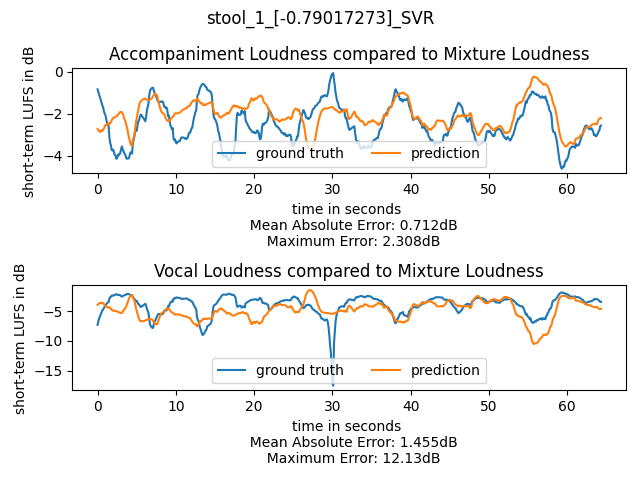 stool_1_[-0.79017273]_SVR
Accompaniment Loudness compared to Mixture Loudness
short-term LUFS in dB
0
−2
−4
ground truth
prediction
0 10 20 30 40 50 60
time in seconds
Mean Absolute Error: 0.712dB
Maximum Error: 2.308dB
Vocal Loudness compared to Mixture Loudness
short-term LUFS in dB
−5
−10
−15
ground truth
prediction
0 10 20 30 40 50 60
time in seconds
Mean Absolute Error: 1.455dB
Maximum Error: 12.13dB